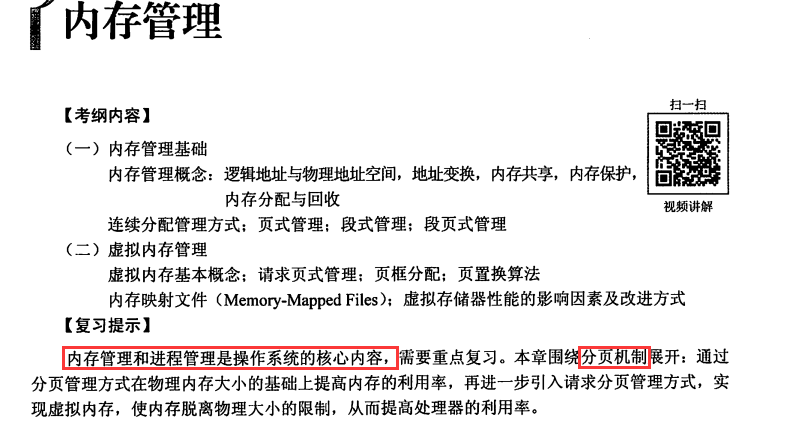 内存管理
【考纲内容】
扫一扫
（一）内存管理基础
内存管理概念：逻辑地址与物理地址空间，地址变换，内存共享，内存保护，
内存分配与回收
视频讲解
连续分配管理方式；页式管理；段式管理；段页式管理
（二）虚拟内存管理
虚拟内存基本概念；请求页式管理；页框分配；页置换算法
内存映射文件（Memory-Mapped Files）；虚拟存储器性能的影响因素及改进方式
【复习提示】
内存管理和进程管理是操作系统的核心内容，需要重点复习。本章围绕分页机制展开：通过
分页管理方式在物理内存大小的基础上提高内存的利用率，再进一步引入请求分页管理方式，实
现虚拟内存，使内存脱离物理大小的限制，从而提高处理器的利用率。